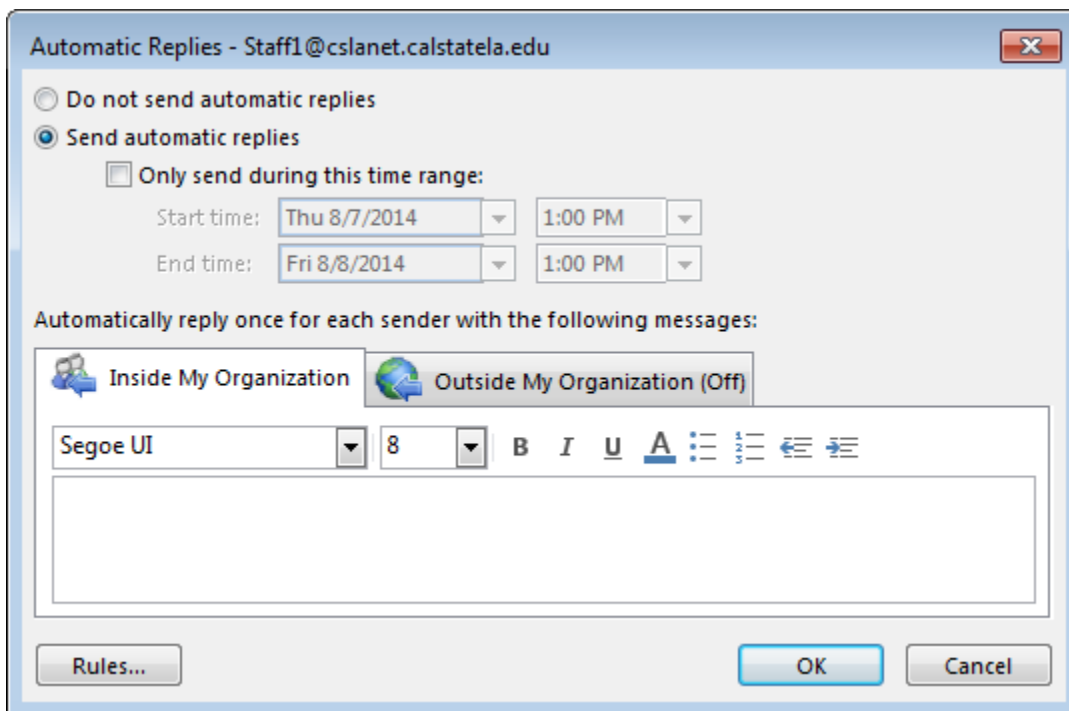 Automatic Replies - Staff1@cslanet.calstatela.edu
Do not send automatic replies
Send automatic replies
Only send during this time range:
Start time: Thu 8/7/2014 1:00 PM
End time: Fri 8/8/2014 1:00 PM
Automatically reply once for each sender with the following messages:
Inside My Organization Outside My Organization (Off)
Segoe UI 8 B I U A 1 2 3
Rules... OK Cancel